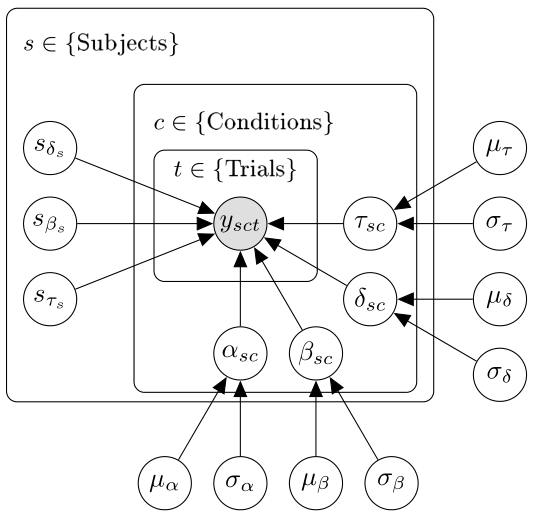 s ∈ {Subjects}
c ∈ {Conditions}
t ∈ {Trials}
s_{δ_s}
μ_τ
s_{β_s}
y_{sct}
τ_{sc}
σ_τ
s_{τ_s}
δ_{sc}
μ_δ
α_{sc}
β_{sc}
σ_δ
μ_α
σ_α
μ_β
σ_β